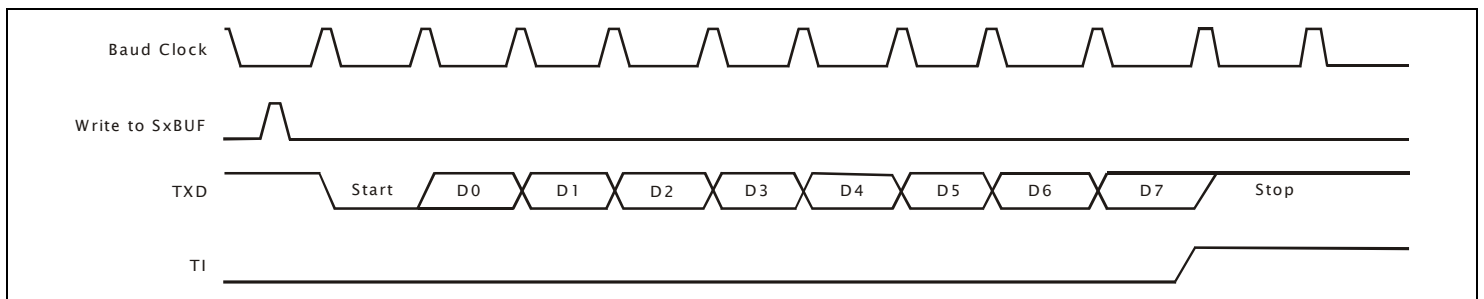 Baud Clock
Write to SxBUF
TXD Start D0 D1 D2 D3 D4 D5 D6 D7 Stop
TI